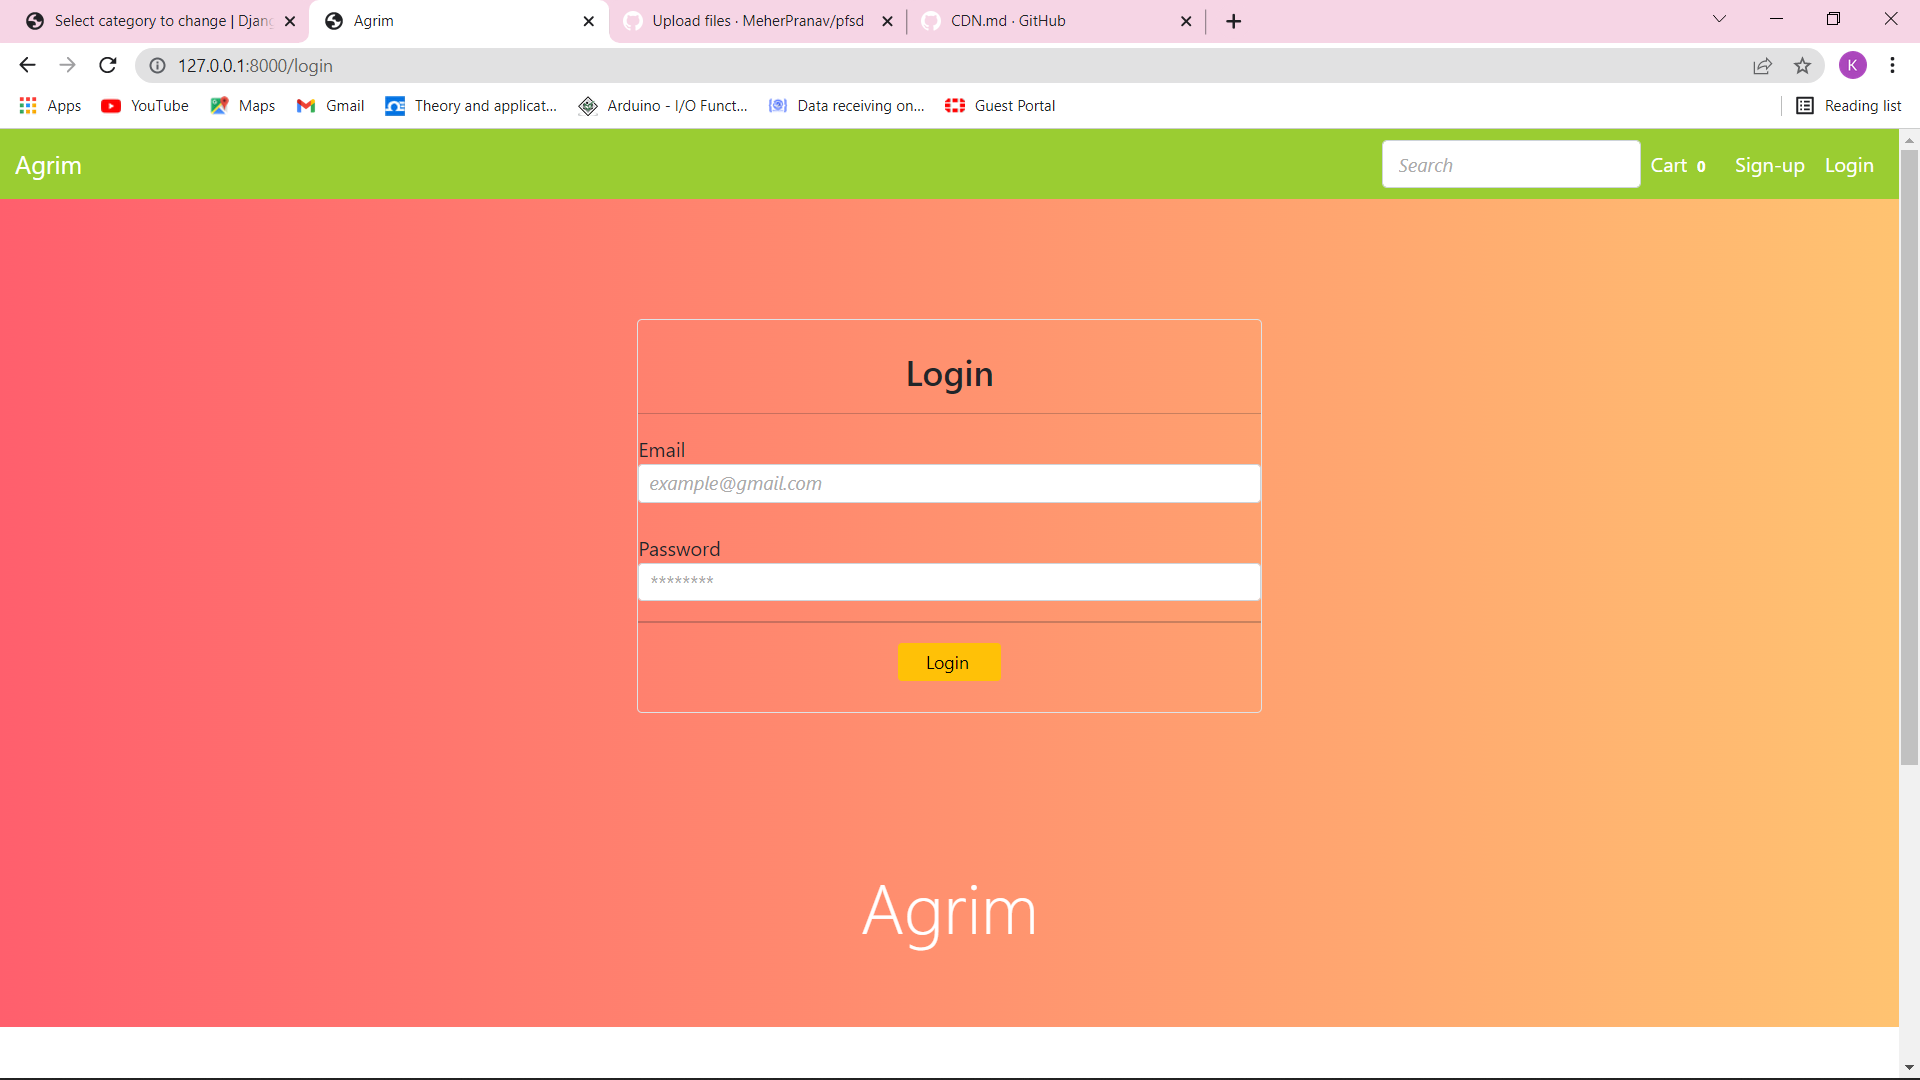 Select category to change | Djang
Agrim
Upload files · MeherPranav/pfsd
CDN.md · GitHub
127.0.0.1:8000/login
K
Apps
YouTube
Maps
Gmail
Theory and applicat...
Arduino - I/O Funct...
Data receiving on...
Guest Portal
Reading list
Agrim
Search
Cart 0
Sign-up
Login
Login
Email
example@gmail.com
Password
********
Login
Agrim